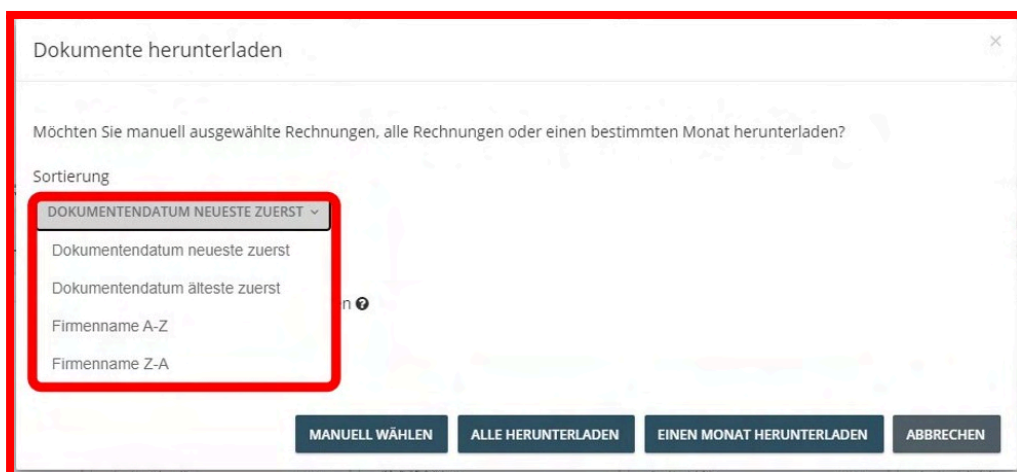 Dokumente herunterladen
×
Möchten Sie manuell ausgewählte Rechnungen, alle Rechnungen oder einen bestimmten Monat herunterladen?
Sortierung
DOKUMENTENDATUM NEUESTE ZUERST
Dokumentendatum neueste zuerst
Dokumentendatum älteste zuerst
Firmenname A-Z
Firmenname Z-A
MANUELL WÄHLEN ALLE HERUNTERLADEN EINEN MONAT HERUNTERLADEN ABBRECHEN